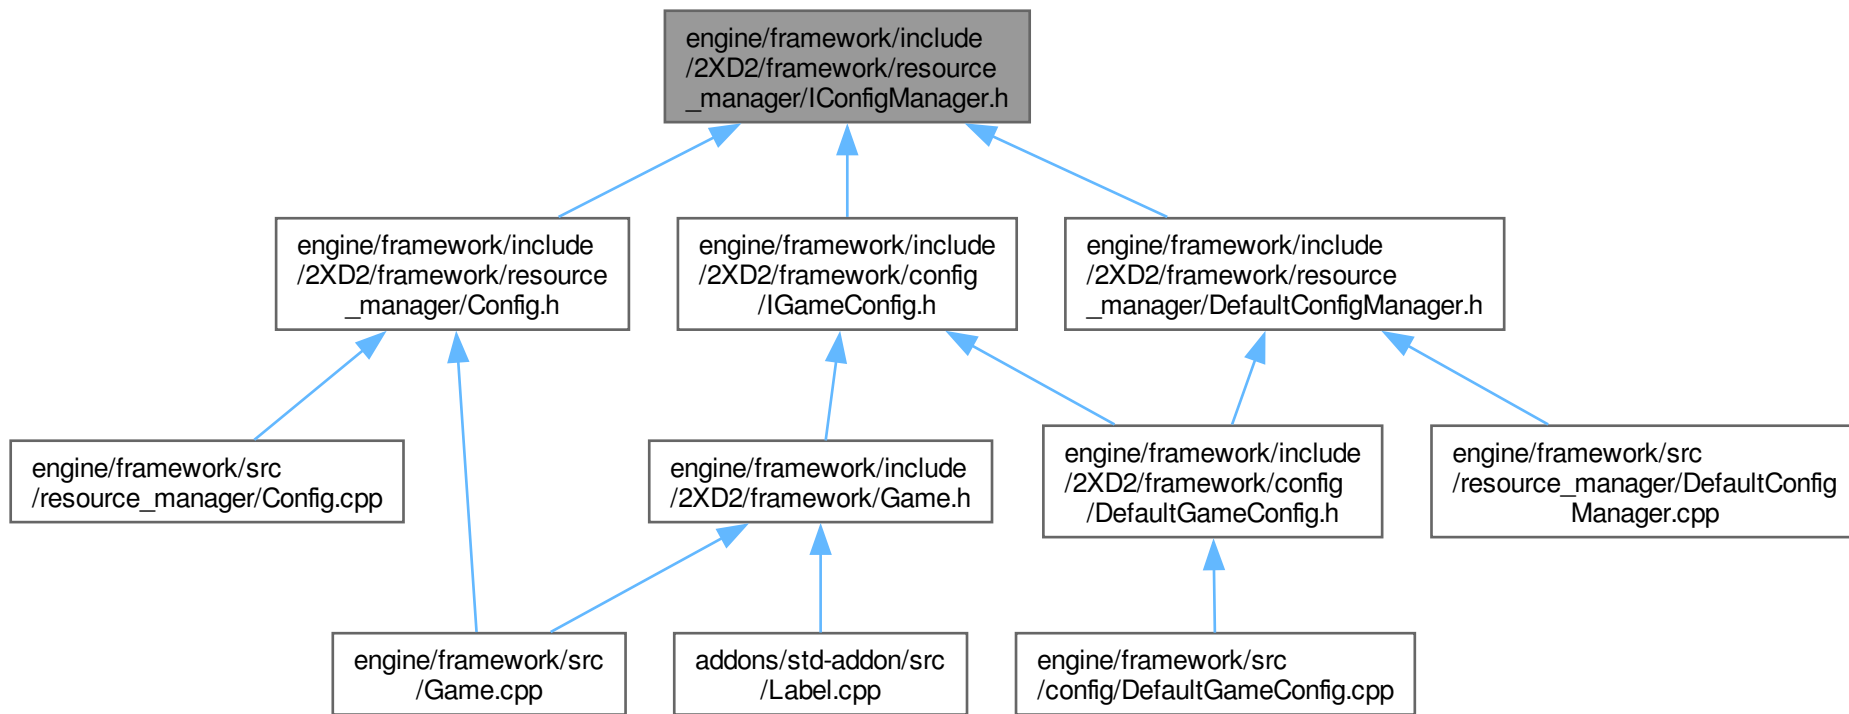 engine/framework/include
/2XD2/framework/resource
_manager/IConfigManager.h
engine/framework/include
/2XD2/framework/resource
_manager/Config.h
engine/framework/include
/2XD2/framework/config
/IGameConfig.h
engine/framework/include
/2XD2/framework/resource
_manager/DefaultConfigManager.h
engine/framework/src
/resource_manager/Config.cpp
engine/framework/include
/2XD2/framework/Game.h
engine/framework/include
/2XD2/framework/config
/DefaultGameConfig.h
engine/framework/src
/resource_manager/DefaultConfig
Manager.cpp
engine/framework/src
/Game.cpp
addons/std-addon/src
/Label.cpp
engine/framework/src
/config/DefaultGameConfig.cpp